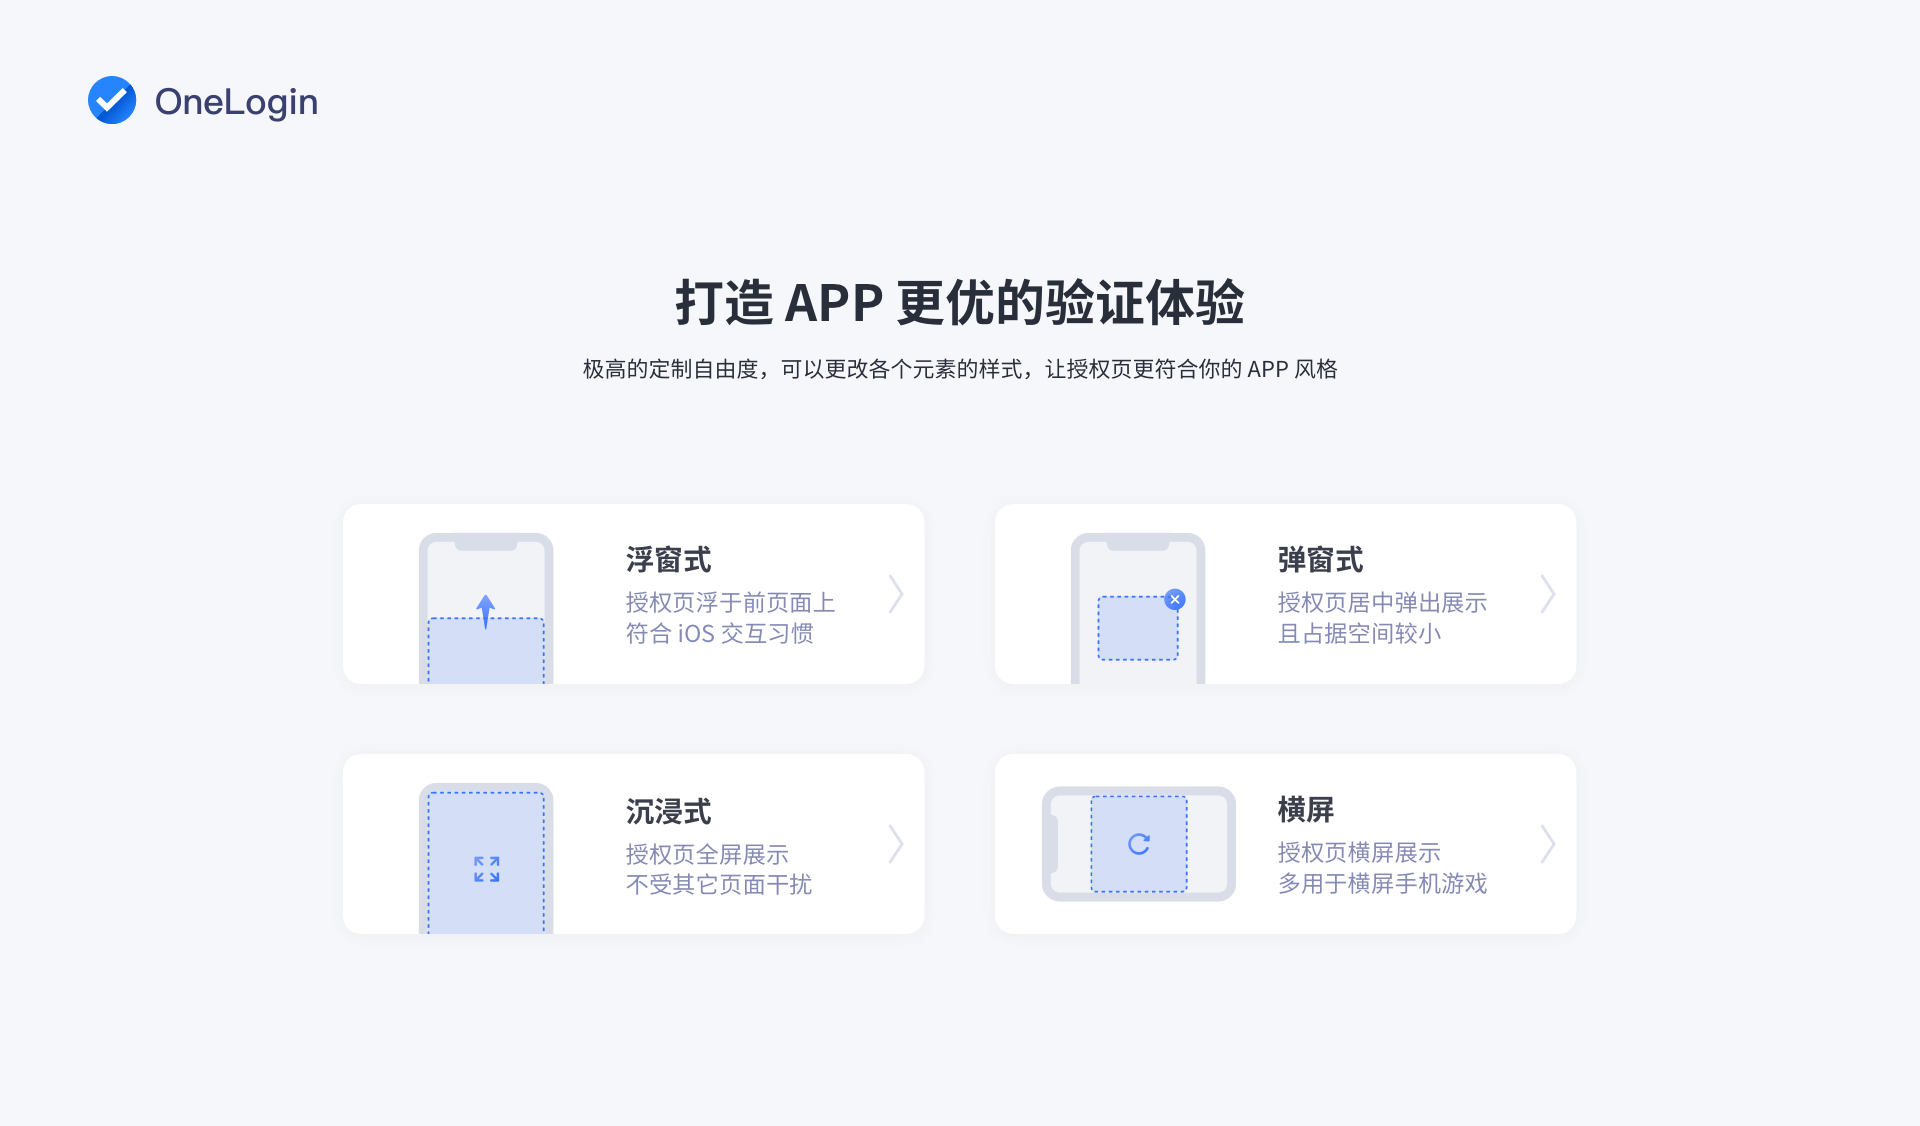 OneLogin
打造 APP 更优的验证体验
极高的定制自由度，可以更改各个元素的样式，让授权页更符合你的 APP 风格
浮窗式
授权页浮于前页面上
符合 iOS 交互习惯
弹窗式
授权页居中弹出展示
且占据空间较小
沉浸式
授权页全屏展示
不受其它页面干扰
横屏
授权页横屏展示
多用于横屏手机游戏